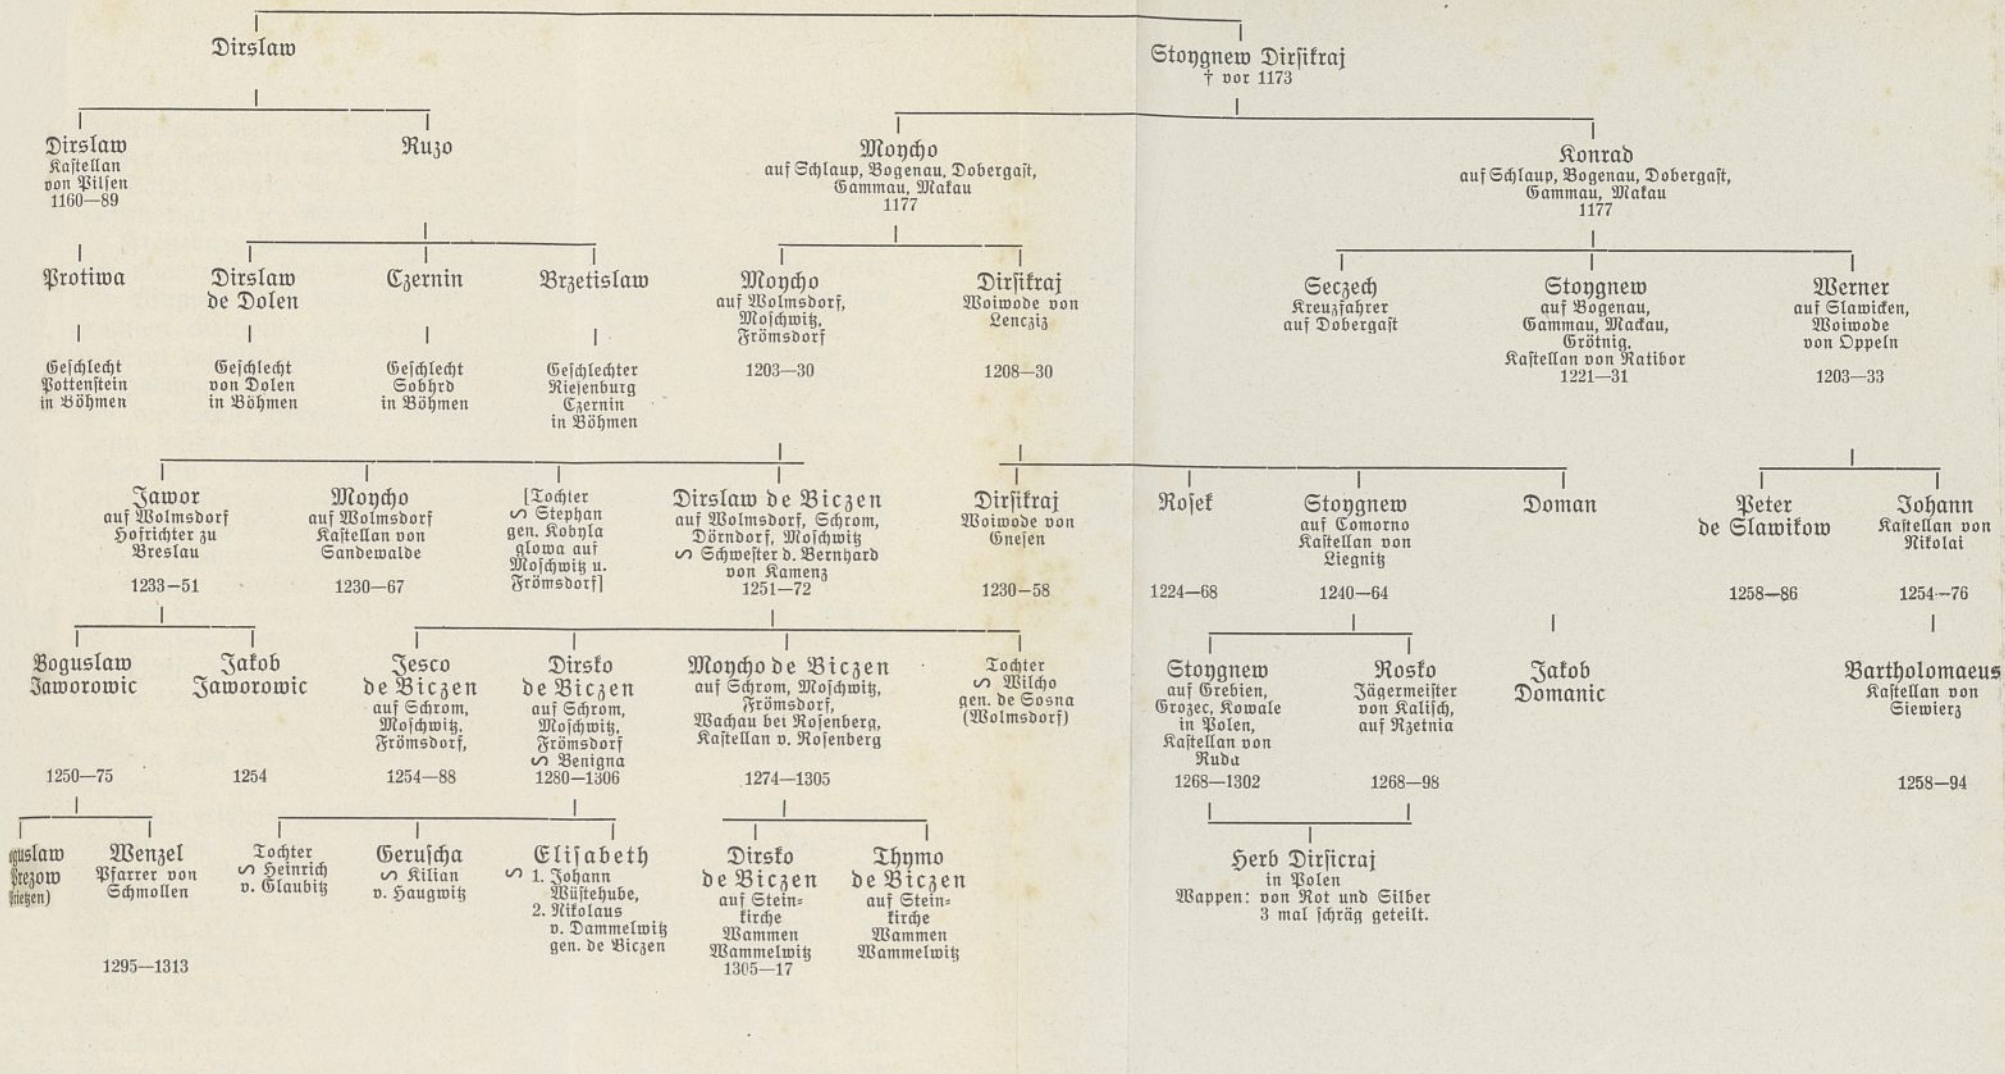 Dirslaw
Stoygnew Dirsikraj
† vor 1173
Dirslaw
Kastellan
von Pilsen
1160—89
Ruzo
Moycho
auf Schlaup, Bogenau, Dobergast,
Gammau, Makau
1177
Konrad
auf Schlaup, Bogenau, Dobergast,
Gammau, Makau
1177
Protiwa
Dirslaw
de Dolen
Czernin
Brzetislaw
Moycho
auf Wolmsdorf,
Moschwitz,
Frömsdorf
1203—30
Dirsikraj
Woiwode von
Lencziz
1208—30
Seczech
Kreuzfahrer
auf Dobergast
Stoygnew
auf Bogenau,
Gammau, Mackau,
Grötnig.
Kastellan von Ratibor
1221—31
Werner
auf Slawicken,
Woiwode
von Oppeln
1203—33
Geschlecht
Pottenstein
in Böhmen
Geschlecht
von Dolen
in Böhmen
Geschlecht
Sobhrd
in Böhmen
Geschlechter
Riesenburg
Czernin
in Böhmen
Jawor
auf Wolmsdorf
Hofrichter zu
Breslau
1233—51
Moycho
auf Wolmsdorf
Kastellan von
Sandewalde
1230—67
[Tochter
∽ Stephan
gen. Kobyla
glowa auf
Moschwitz u.
Frömsdorf]
Dirslaw de Biczen
auf Wolmsdorf, Schrom,
Dörndorf, Moschwitz
∽ Schwester d. Bernhard
von Kamenz
1251—72
Dirsikraj
Woiwode von
Gnesen
1230—58
Rosek
1224—68
Stoygnew
auf Comorno
Kastellan von
Liegnitz
1240—64
Doman
Peter
de Slawikow
1258—86
Johann
Kastellan von
Nikolai
1254—76
Boguslaw
Jaworowic
1250—75
Jakob
Jaworowic
1254
Jesco
de Biczen
auf Schrom,
Moschwitz,
Frömsdorf,
1254—88
Dirsko
de Biczen
auf Schrom,
Moschwitz,
Frömsdorf
∽ Benigna
1280—1306
Moycho de Biczen
auf Schrom, Moschwitz,
Frömsdorf,
Wachau bei Rosenberg,
Kastellan v. Rosenberg
1274—1305
Tochter
∽ Wilcho
gen. de Sosna
(Wolmsdorf)
Stoygnew
auf Grebien,
Grozec, Kowale
in Polen,
Kastellan von
Ruda
1268—1302
Rosko
Jägermeister
von Kalisch,
auf Rzetnia
1268—98
Jakob
Domanic
Bartholomaeus
Kastellan von
Siewierz
1258—94
guslaw
Wenzel
Pfarrer von
Schmollen
1295—1313
Tochter
∽ Heinrich
v. Glaubitz
Geruscha
∽ Kilian
v. Haugwitz
Elisabeth
∽ 1. Johann
Wüstehube,
2. Nikolaus
v. Dammelwitz
gen. de Biczen
Dirsko
de Biczen
auf Stein-
kirche
Wammen
Wammelwitz
1305—17
Thymo
de Biczen
auf Stein-
kirche
Wammen
Wammelwitz
Herb Dirsicraj
in Polen
Wappen: von Rot und Silber
3 mal schräg geteilt.